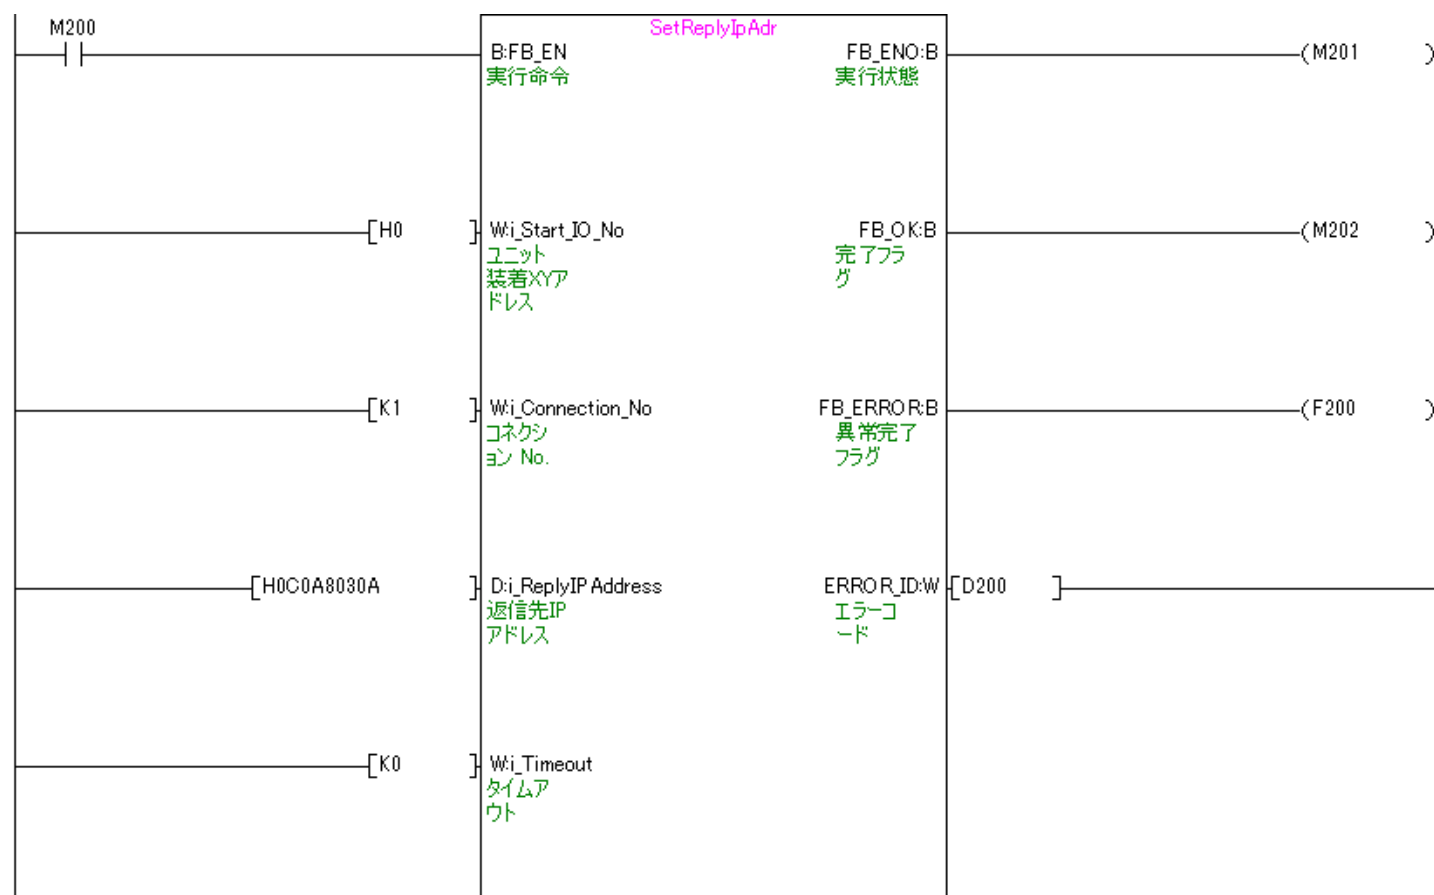 M200
SetReplyIpAdr
B:FB_EN
FB_ENO:B
(M201 )
実行命令
実行状態
[H0 ]
W:i_Start_IO_No
FB_OK:B
(M202 )
ユニット
装着XYア
ドレス
完了フラ
グ
[K1 ]
W:i_Connection_No
FB_ERROR:B
(F200 )
コネクシ
ョン No.
異常完了
フラグ
[H0C0A8030A ]
D:i_ReplyIPAddress
ERROR_ID:W
[D200 ]
返信先IP
アドレス
エラーコ
ード
[K0 ]
W:i_Timeout
タイムア
ウト